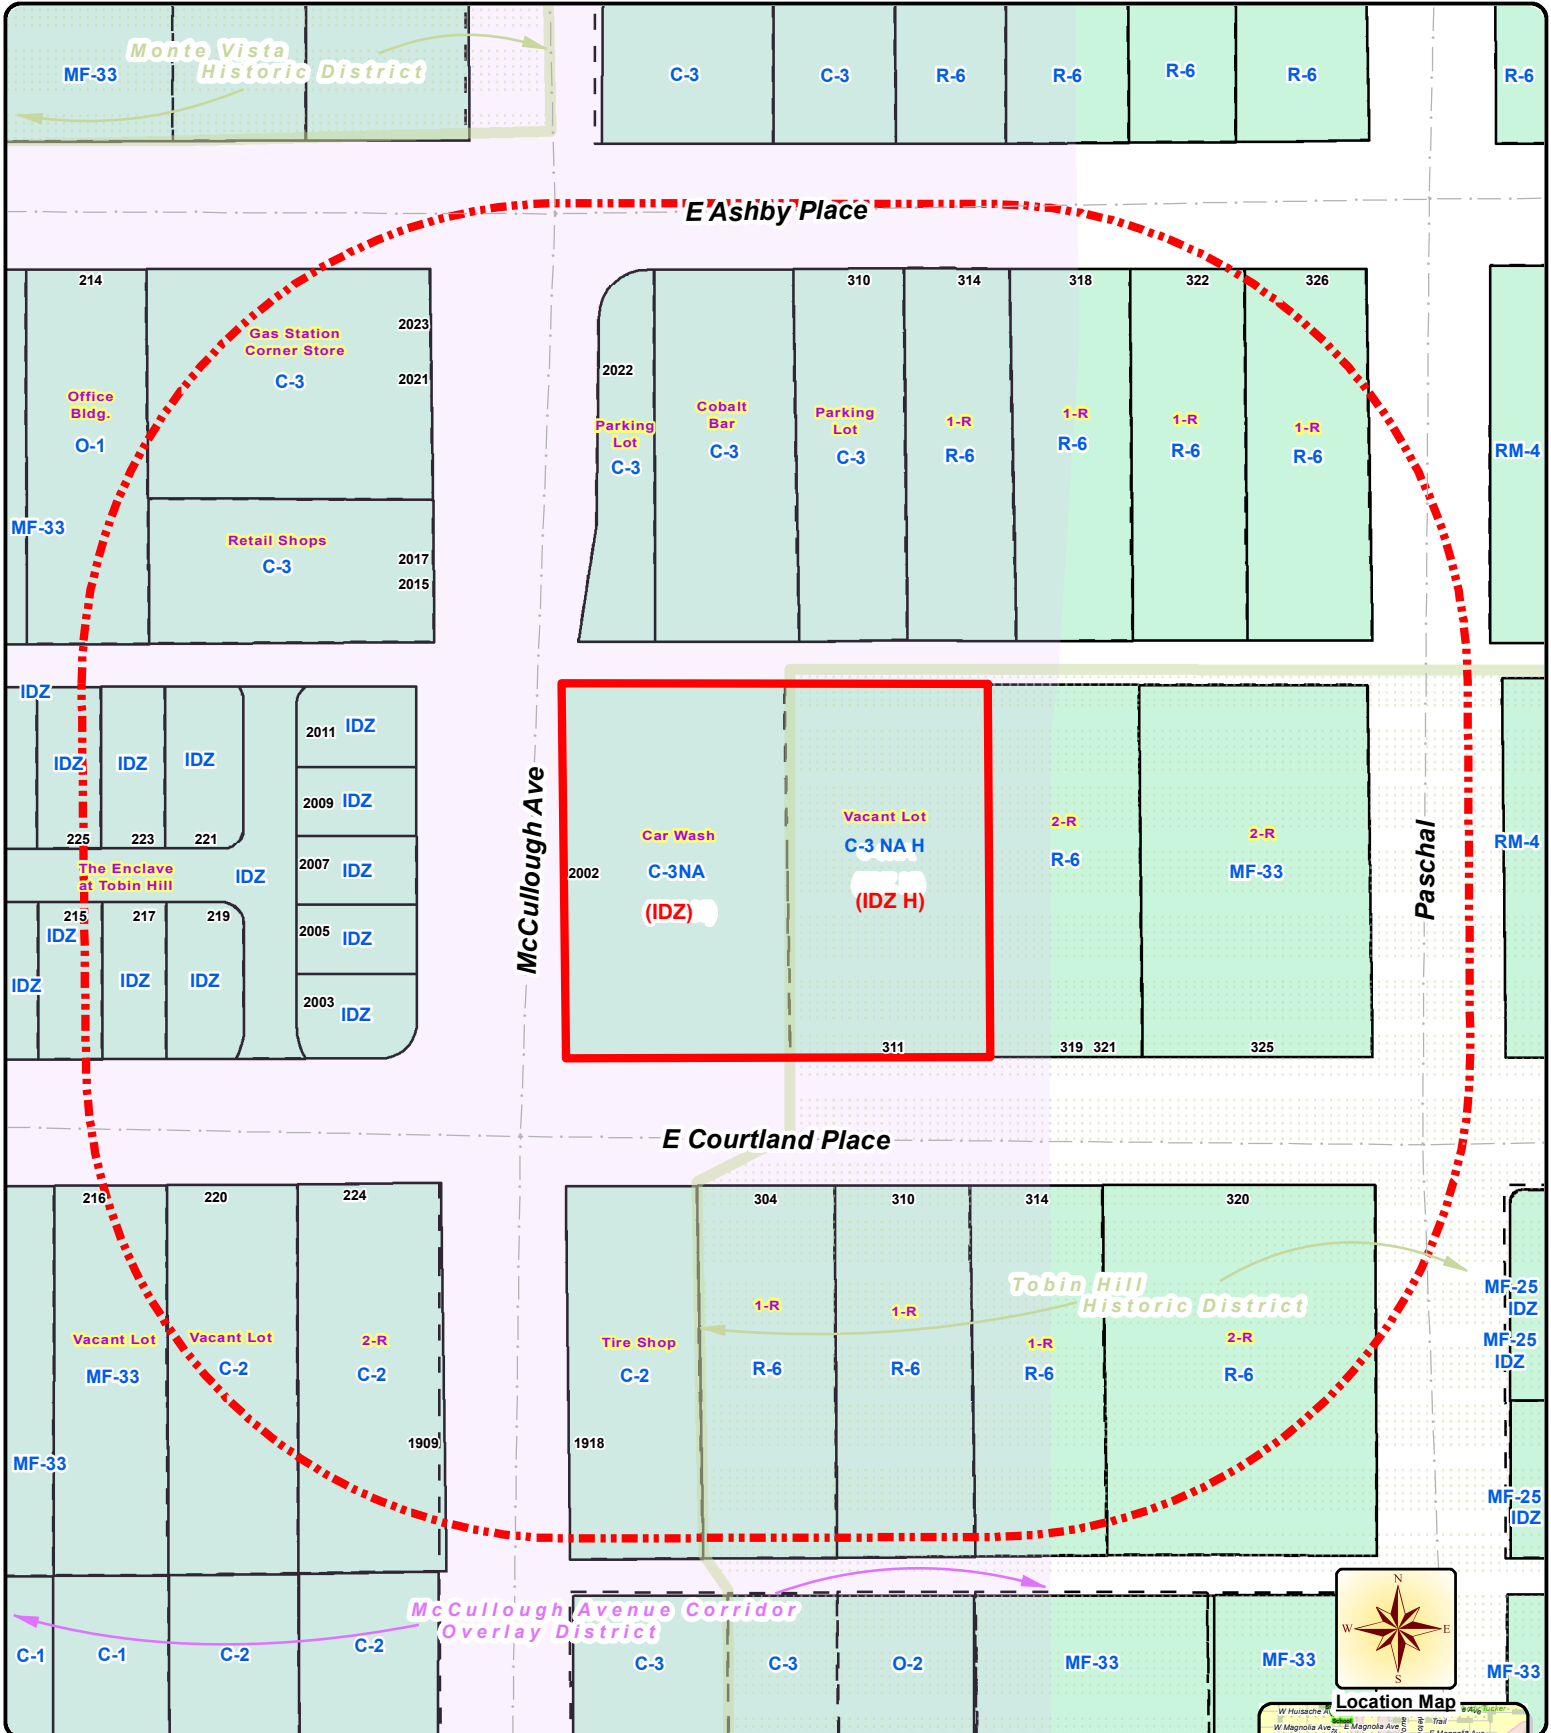 Monte Vista
Historic District
MF-33
C-3
C-3
R-6
R-6
R-6
R-6
R-6
E Ashby Place
214
Office
Bldg.
O-1
MF-33
Gas Station
Corner Store
C-3
2023
2021
Retail Shops
C-3
2017
2015
2022
Parking
Lot
C-3
Cobalt
Bar
C-3
310
Parking
Lot
C-3
314
1-R
R-6
318
1-R
R-6
322
1-R
R-6
326
1-R
R-6
RM-4
IDZ
IDZ
IDZ
IDZ
225
223
221
The Enclave
at Tobin Hill
IDZ
215
217
219
IDZ
IDZ
IDZ
IDZ
2011
IDZ
2009
IDZ
2007
IDZ
2005
IDZ
2003
IDZ
McCullough Ave
2002
Car Wash
C-3NA
(IDZ)
Vacant Lot
C-3 NA H
(IDZ H)
311
2-R
R-6
319 321
2-R
MF-33
325
Paschal
RM-4
E Courtland Place
216
Vacant Lot
MF-33
220
Vacant Lot
C-2
224
2-R
C-2
1909
MF-33
Tire Shop
C-2
1918
304
1-R
R-6
310
1-R
R-6
314
1-R
R-6
320
2-R
R-6
Tobin Hill
Historic District
MF-25
IDZ
MF-25
IDZ
MF-25
IDZ
McCullough Avenue Corridor
Overlay District
C-1
C-1
C-2
C-2
C-3
C-3
O-2
MF-33
MF-33
MF-33
N
W
E
S
Location Map
W Huisache
School
W Magnolia Ave
E Magnolia Ave
Trail